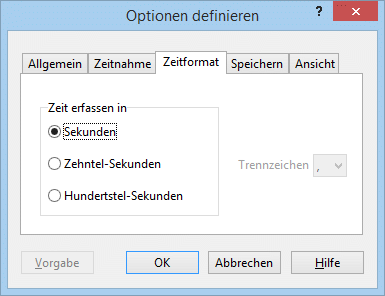 Optionen definieren ?
Allgemein Zeitnahme Zeitformat Speichern Ansicht
Zeit erfassen in
Sekunden
Zehntel-Sekunden Trennzeichen ,
Hundertstel-Sekunden
Vorgabe OK Abbrechen Hilfe